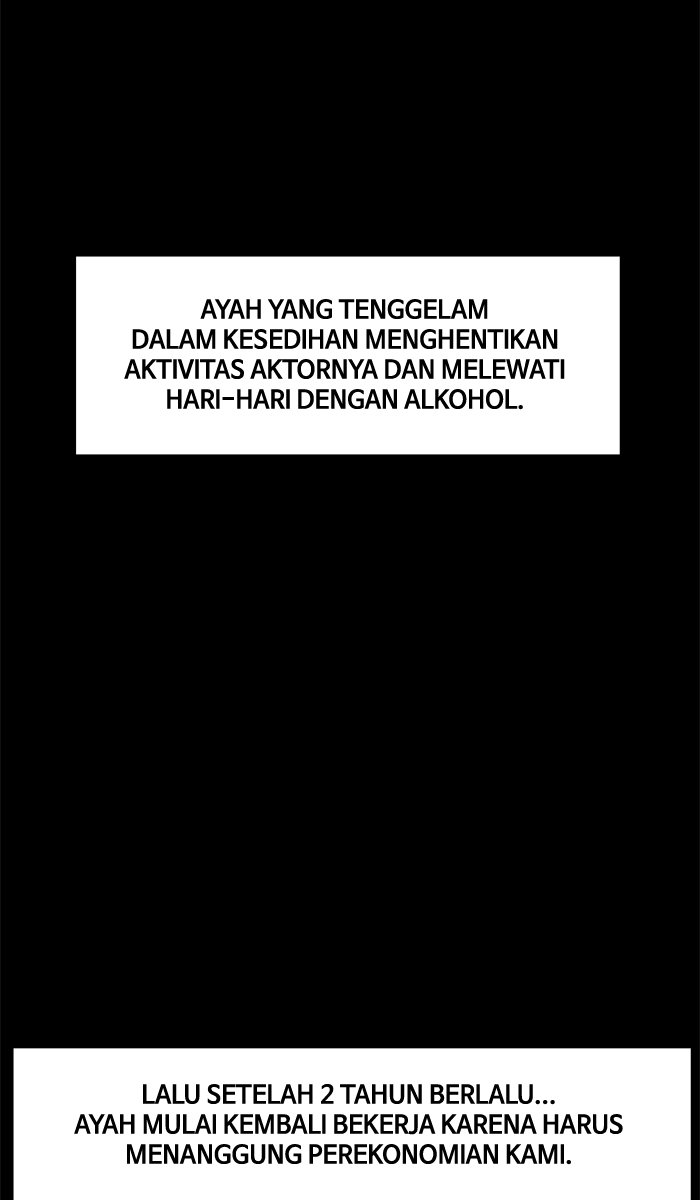 AYAH YANG TENGGELAM
DALAM KESEDIHAN MENGHENTIKAN
AKTIVITAS AKTORNYA DAN MELEWATI
HARI-HARI DENGAN ALKOHOL.
LALU SETELAH 2 TAHUN BERLALU...
AYAH MULAI KEMBALI BEKERJA KARENA HARUS
MENANGGUNG PEREKONOMIAN KAMI.